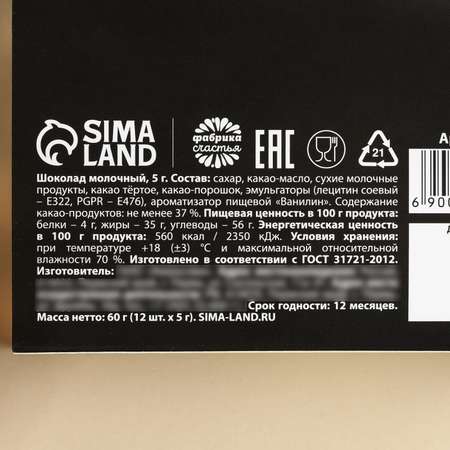 SIMA
LAND
фабрика
счастья
EAC
21
Шоколад молочный, 5 г. Состав: сахар, какао-масло, сухие молочные
продукты, какао тёртое, какао-порошок, эмульгаторы (лецитин соевый
– Е322, PGPR – Е476), ароматизатор пищевой «Ванилин». Содержание
какао-продуктов: не менее 37 %. Пищевая ценность в 100 г продукта:
белки – 4 г, жиры – 35 г, углеводы – 56 г. Энергетическая ценность
в 100 г продукта: 560 ккал / 2350 кДж. Условия хранения:
при температуре +18 (±3) °С и максимальной относительной
влажности 70 %. Изготовлено в соответствии с ГОСТ 31721-2012.
Изготовитель:
Срок годности: 12 месяцев.
Масса нетто: 60 г (12 шт. х 5 г). SIMA-LAND.RU
Ар
6 900